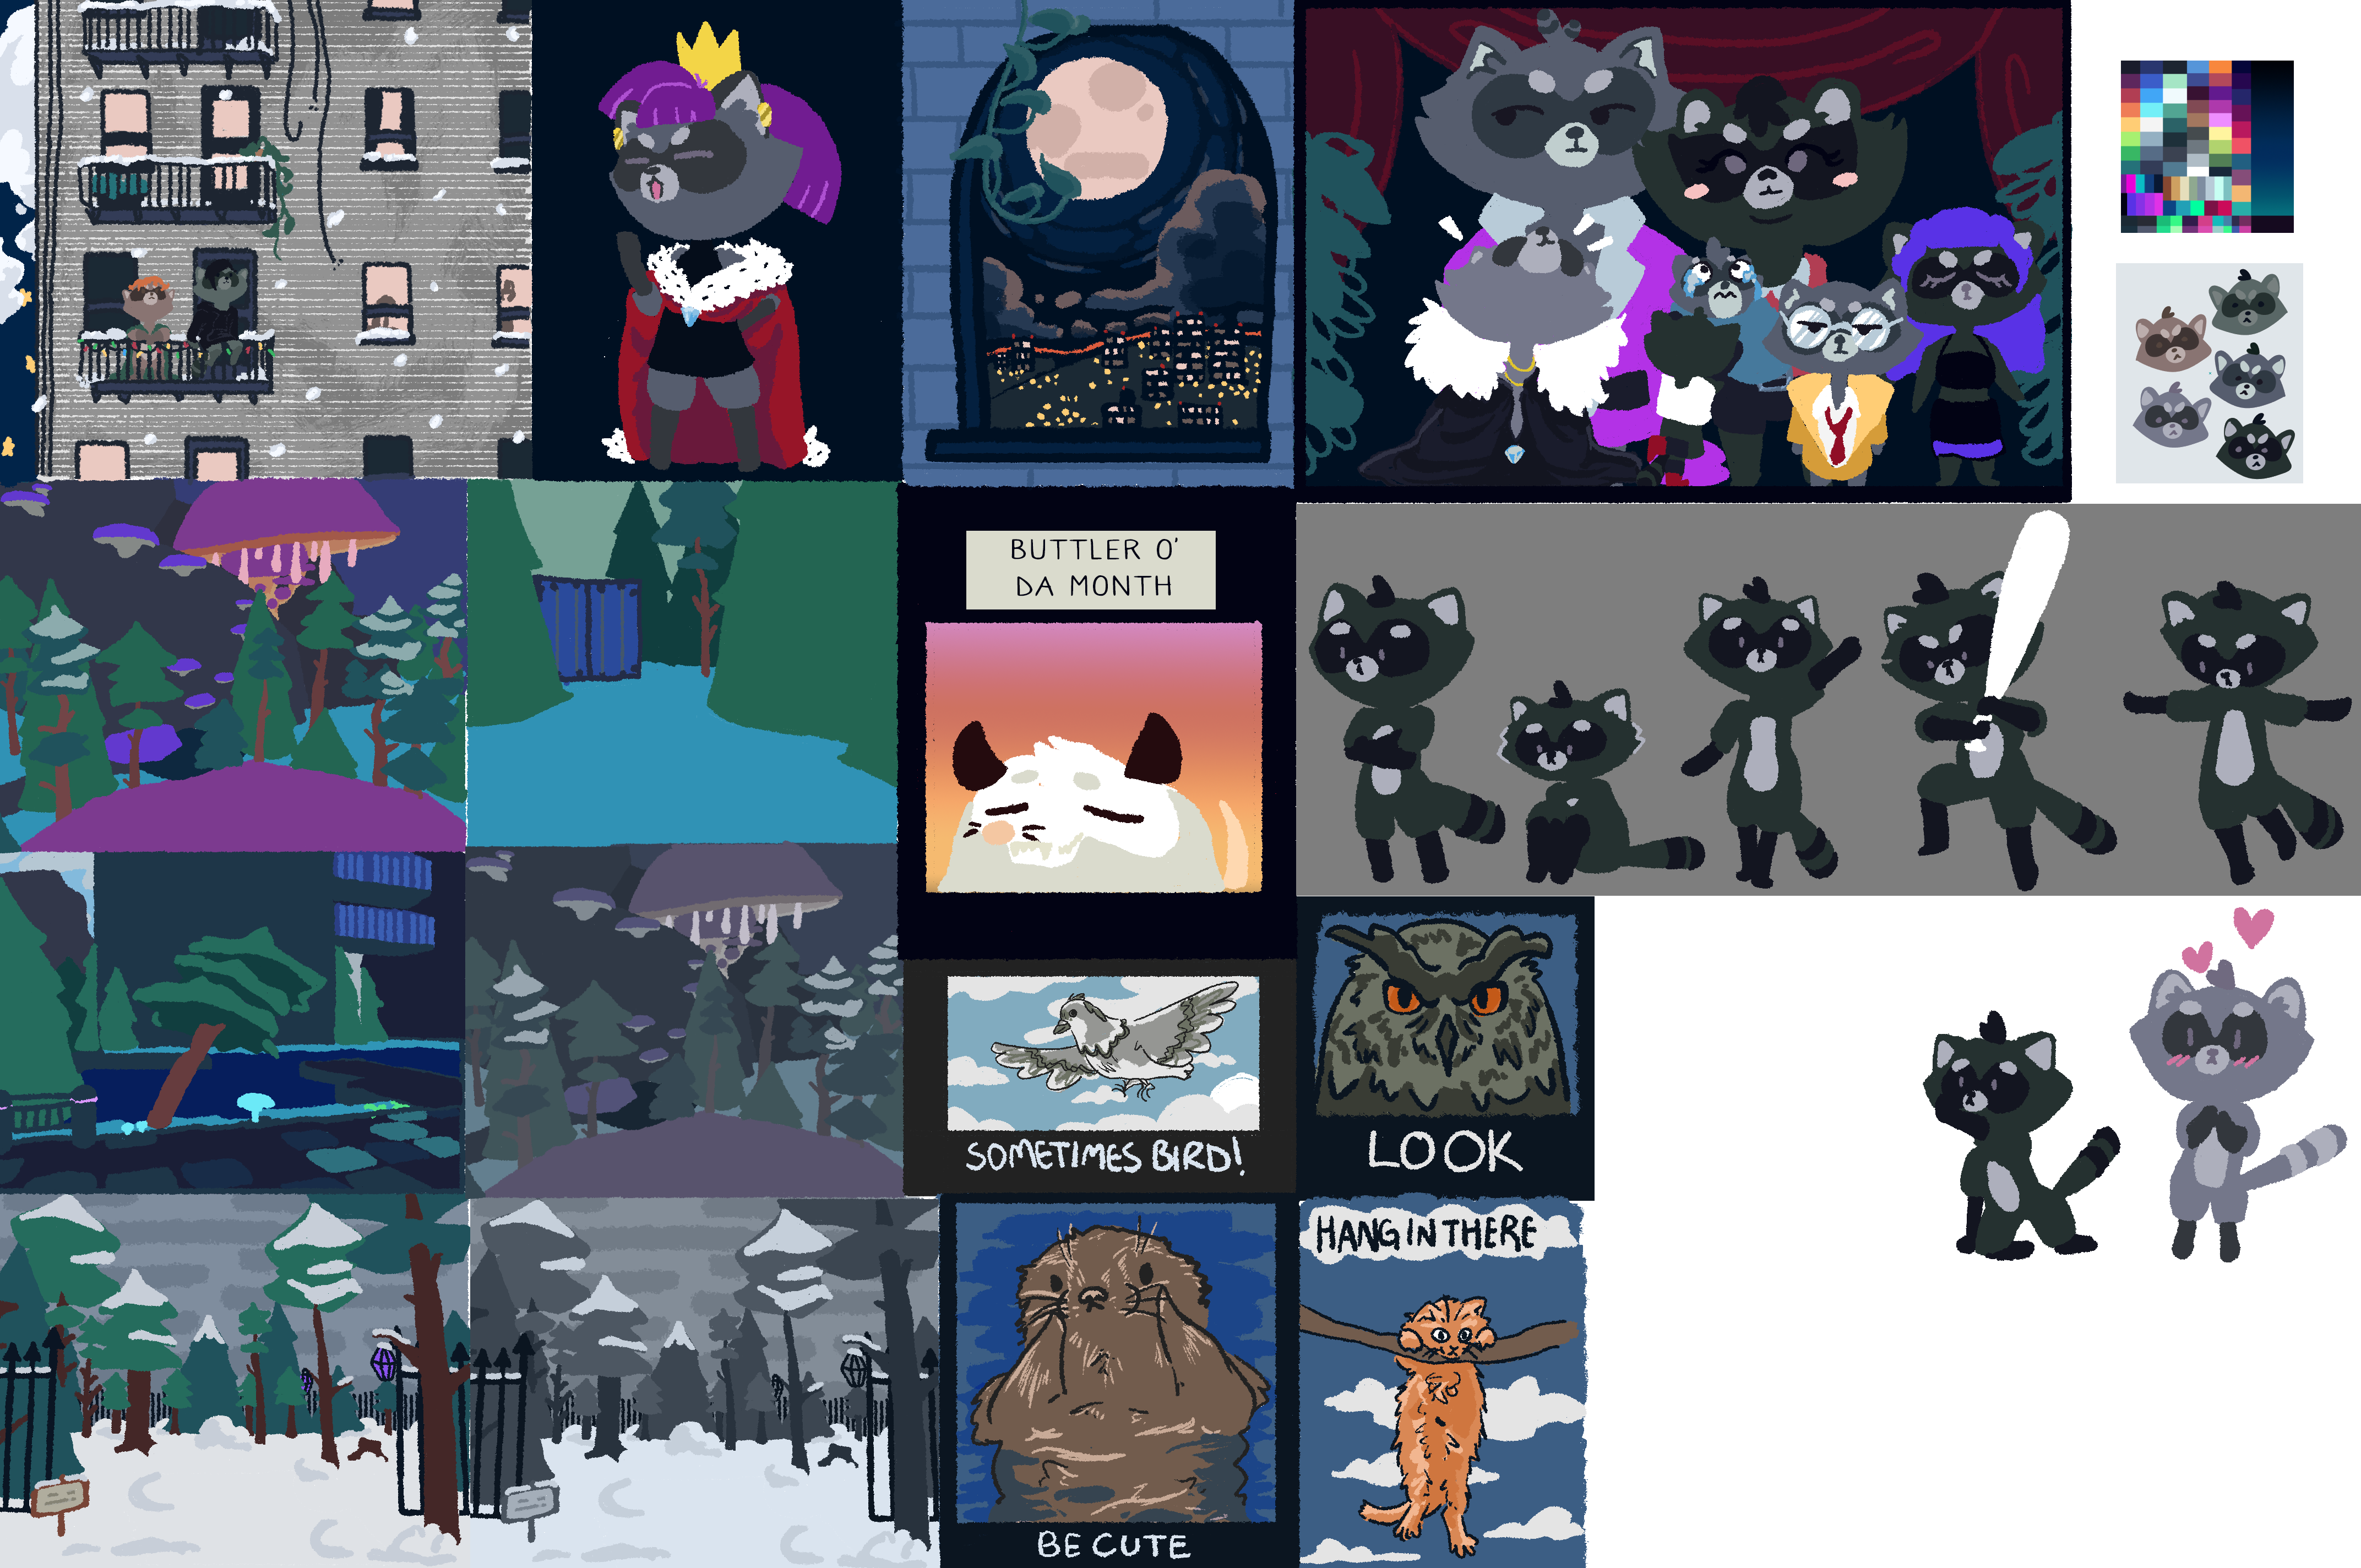 BUTTLER O'
DA MONTH
SOMETIMES BIRD!
LOOK
HANG IN THERE
BE CUTE